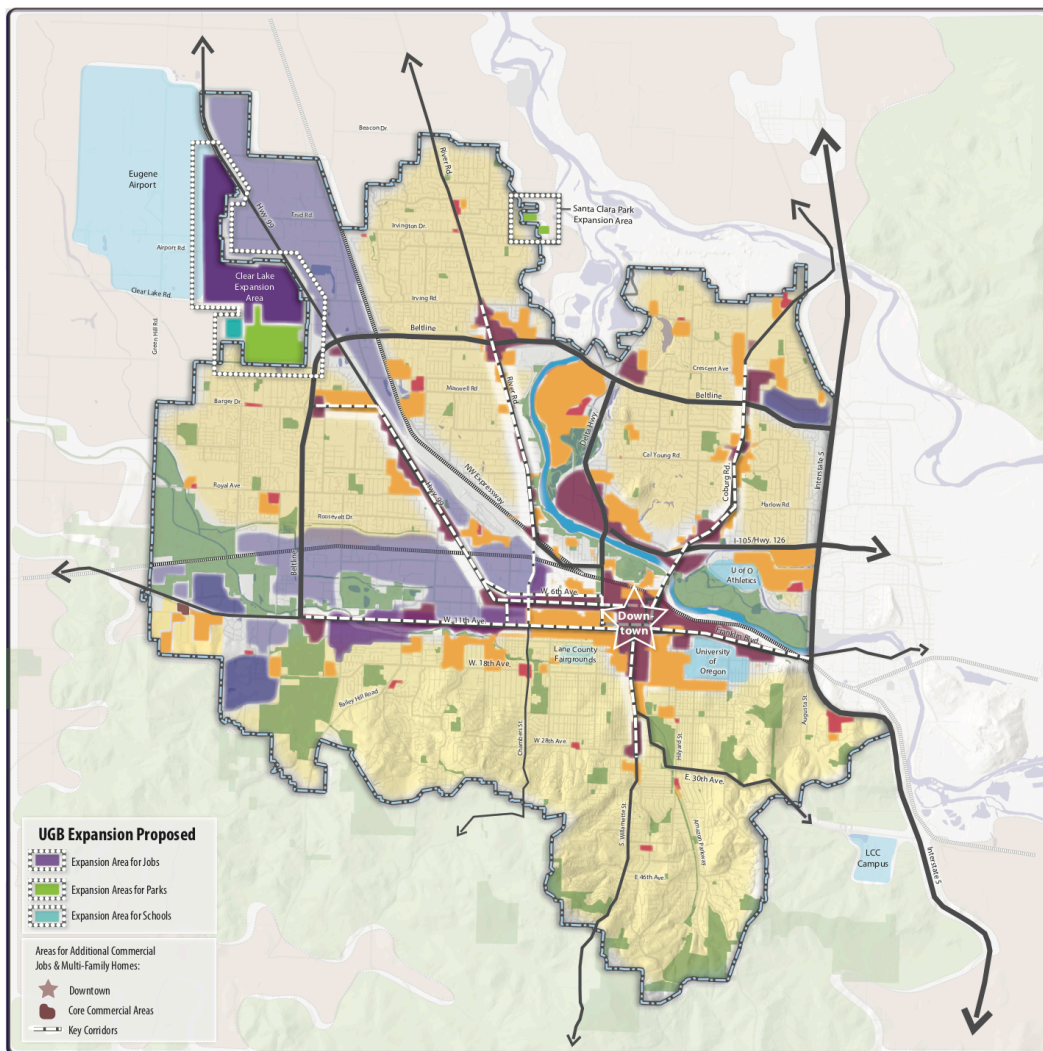 Beacon Dr.
River Rd.
Eugene
Airport
Hwy. 99
Enid Rd.
Santa Clara Park
Expansion Area
Irvington Dr.
Airport Rd.
Clear Lake
Expansion
Area
Clear Lake Rd.
Green Hill Rd.
Irving Rd.
Beltline
Crescent Ave
Beltline
Maxwell Rd.
River Rd.
Barger Dr.
Delta Hwy.
Cal Young Rd.
Coburg Rd.
Interstate 5
NW Expressway
Hwy. 99
Royal Ave
Roosevelt Dr.
Harlow Rd.
I-105/Hwy. 126
Beltline
U of O
Athletics
W. 6th Ave.
Down-
town
W. 11th Ave.
Franklin Blvd.
Lane County
Fairgrounds
University
of
Oregon
W. 18th Ave.
Bailey Hill Road
Chambers St.
W 28th Ave.
Hilyard St.
Augusta St.
E. 30th Ave.
S. Willamette St.
Amazon Parkway
E 46th Ave.
LCC
Campus
Interstate 5
UGB Expansion Proposed
Expansion Area for Jobs
Expansion Areas for Parks
Expansion Area for Schools
Areas for Additional Commercial
Jobs & Multi-Family Homes:
Downtown
Core Commercial Areas
Key Corridors